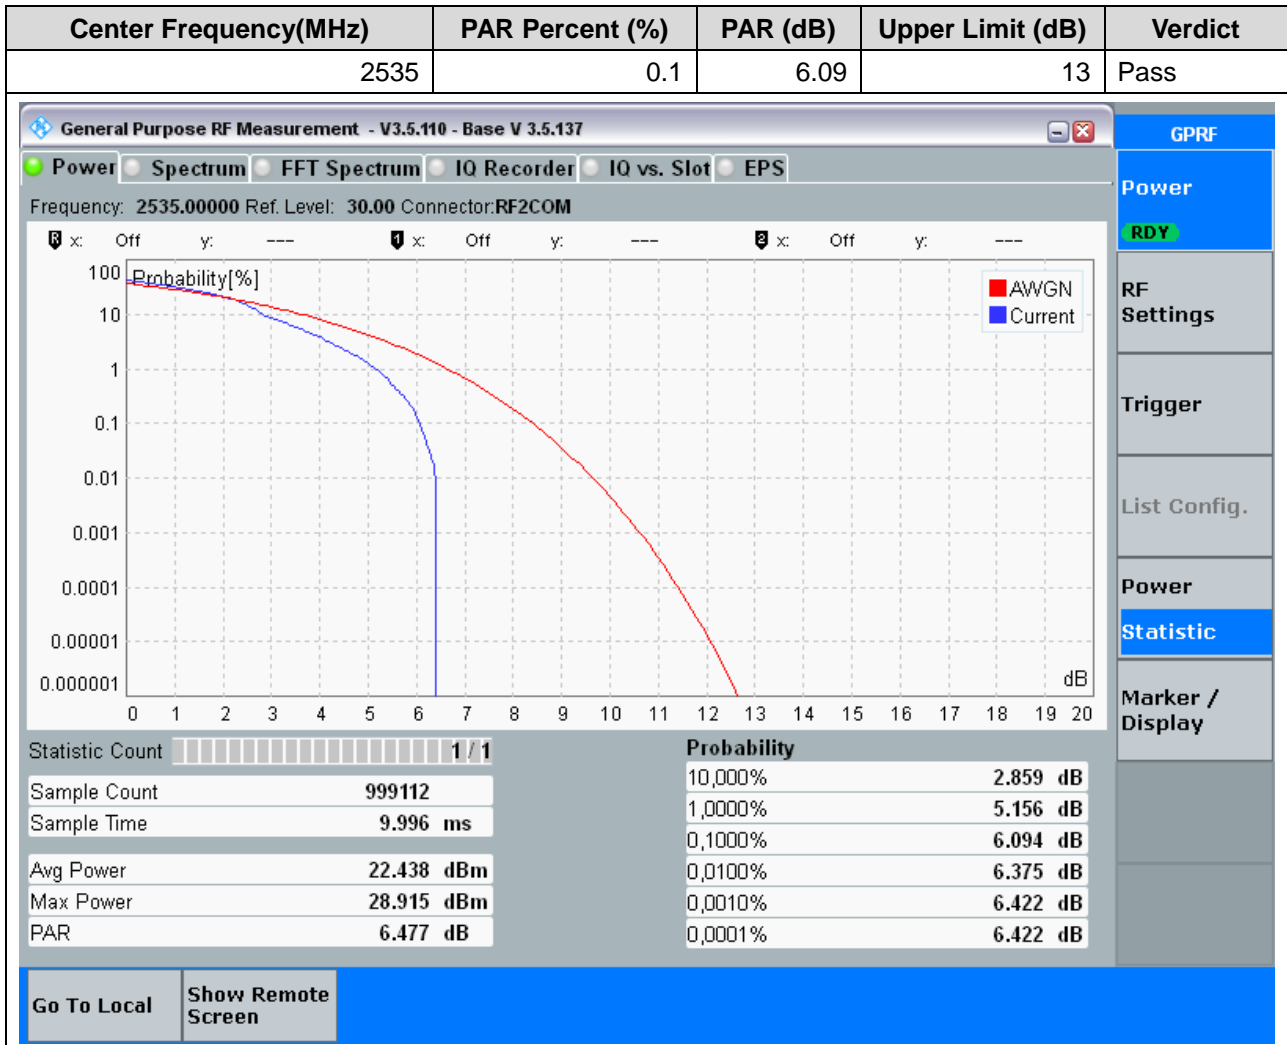 Center Frequency(MHz) PAR Percent (%) PAR (dB) Upper Limit (dB) Verdict
2535 0.1 6.09 13 Pass
General Purpose RF Measurement - V3.5.110 - Base V 3.5.137
GPRF
Power Spectrum FFT Spectrum IQ Recorder IQ vs. Slot EPS
Frequency: 2535.00000 Ref. Level: 30.00 Connector:RF2COM
R x: Off y: --- 1 x: Off y: --- 2 x: Off y: ---
Probability[%]
100
10
1
0.1
0.01
0.001
0.0001
0.00001
0.000001
AWGN
Current
dB
0 1 2 3 4 5 6 7 8 9 10 11 12 13 14 15 16 17 18 19 20
Statistic Count 1 / 1
Sample Count 999112
Sample Time 9.996 ms
Avg Power 22.438 dBm
Max Power 28.915 dBm
PAR 6.477 dB
Probability
10,000% 2.859 dB
1,0000% 5.156 dB
0,1000% 6.094 dB
0,0100% 6.375 dB
0,0010% 6.422 dB
0,0001% 6.422 dB
Power
RDY
RF
Settings
Trigger
List Config.
Power
Statistic
Marker /
Display
Go To Local
Show Remote
Screen